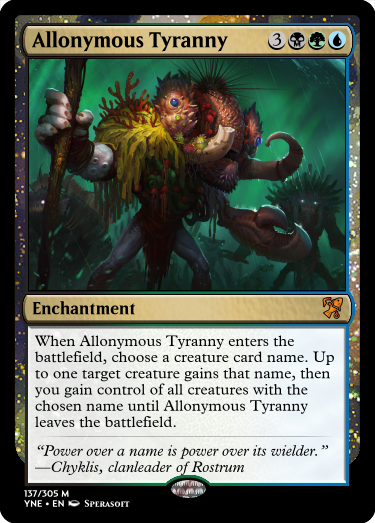 Allonymous Tyranny 3
Enchantment
When Allonymous Tyranny enters the
battlefield, choose a creature card name. Up
to one target creature gains that name, then
you gain control of all creatures with the
chosen name until Allonymous Tyranny
leaves the battlefield.
“Power over a name is power over its wielder.”
—Chyklis, clanleader of Rostrum
137/305 M
YNE • EN Sperasoft